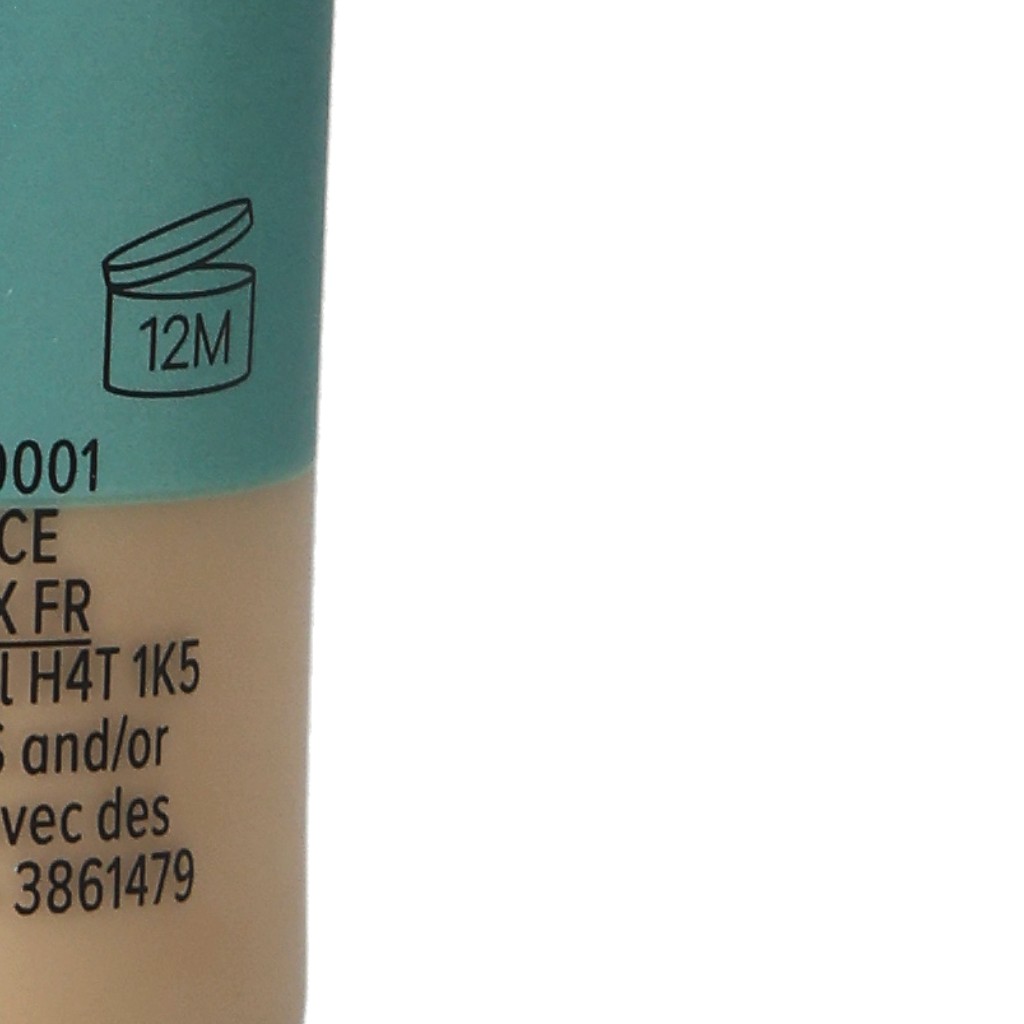 12M
0001
CE
X FR
l H4T 1K5
and/or
vec des
3861479